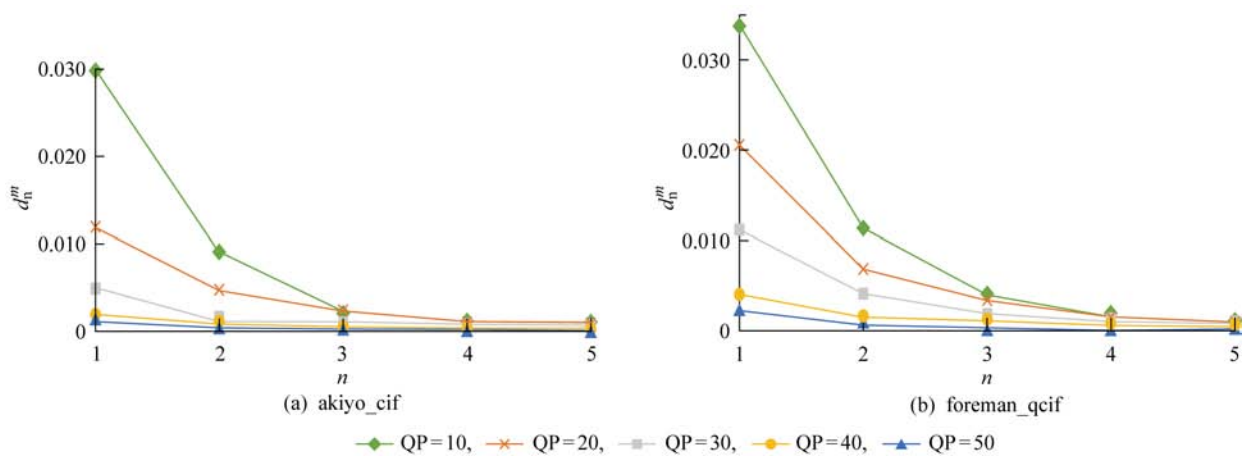 0.030
0.020
0.010
0
d_n^m
1 2 3 4 5
n
(a) akiyo_cif
0.030
0.020
0.010
0
d_n^m
1 2 3 4 5
n
(b) foreman_qcif
QP=10, QP=20, QP=30, QP=40, QP=50